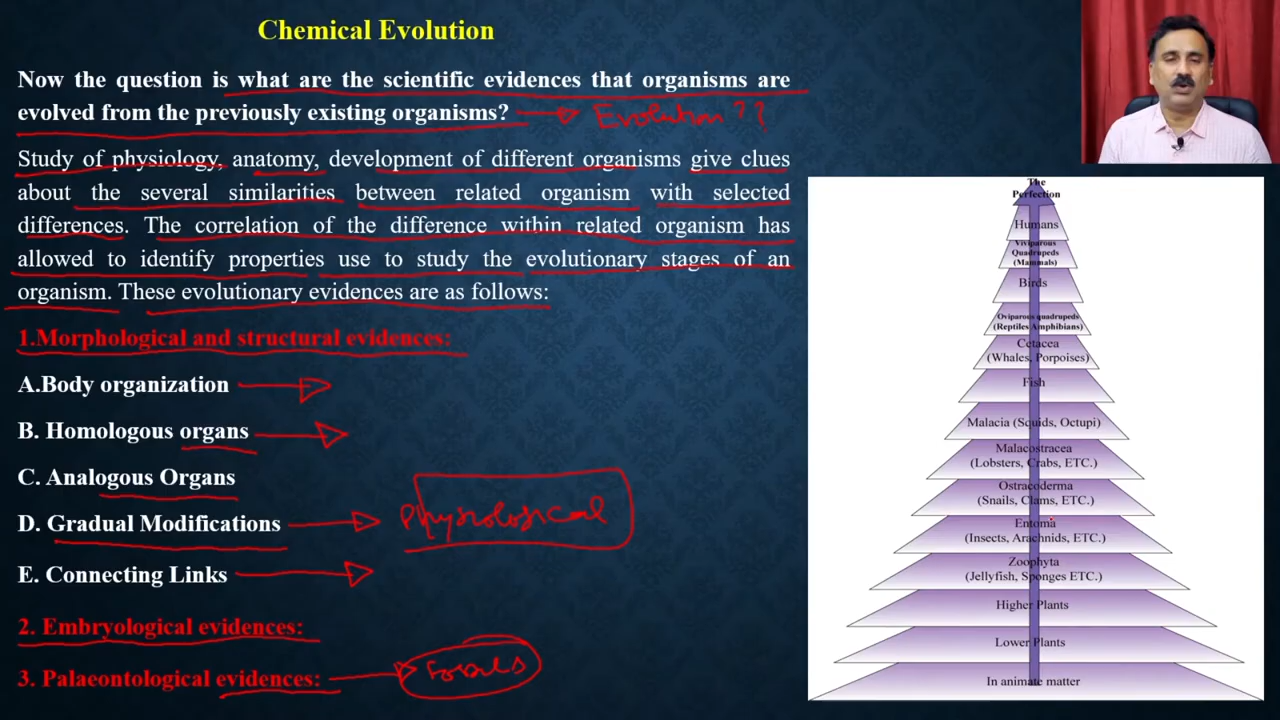 Chemical Evolution
Now the question is what are the scientific evidences that organisms are
evolved from the previously existing organisms?
Evolution ??
Study of physiology, anatomy, development of different organisms give clues
about the several similarities between related organism with selected
differences. The correlation of the difference within related organism has
allowed to identify properties use to study the evolutionary stages of an
organism. These evolutionary evidences are as follows:
1.Morphological and structural evidences:
A.Body organization
B. Homologous organs
C. Analogous Organs
D. Gradual Modifications
Physiological
E. Connecting Links
2. Embryological evidences:
3. Palaeontological evidences:
Fossils
The
Perfection
Humans
Viviparous
Quadrupeds
(Mammals)
Birds
Oviparous quadrupeds
(Reptiles Amphibians)
Cetacea
(Whales, Porpoises)
Fish
Malacia (Squids, Octupi)
Malacostracea
(Lobsters, Crabs, ETC.)
Ostracoderma
(Snails, Clams, ETC.)
Entoma
(Insects, Arachnids, ETC.)
Zoophyta
(Jellyfish, Sponges ETC.)
Higher Plants
Lower Plants
In animate matter